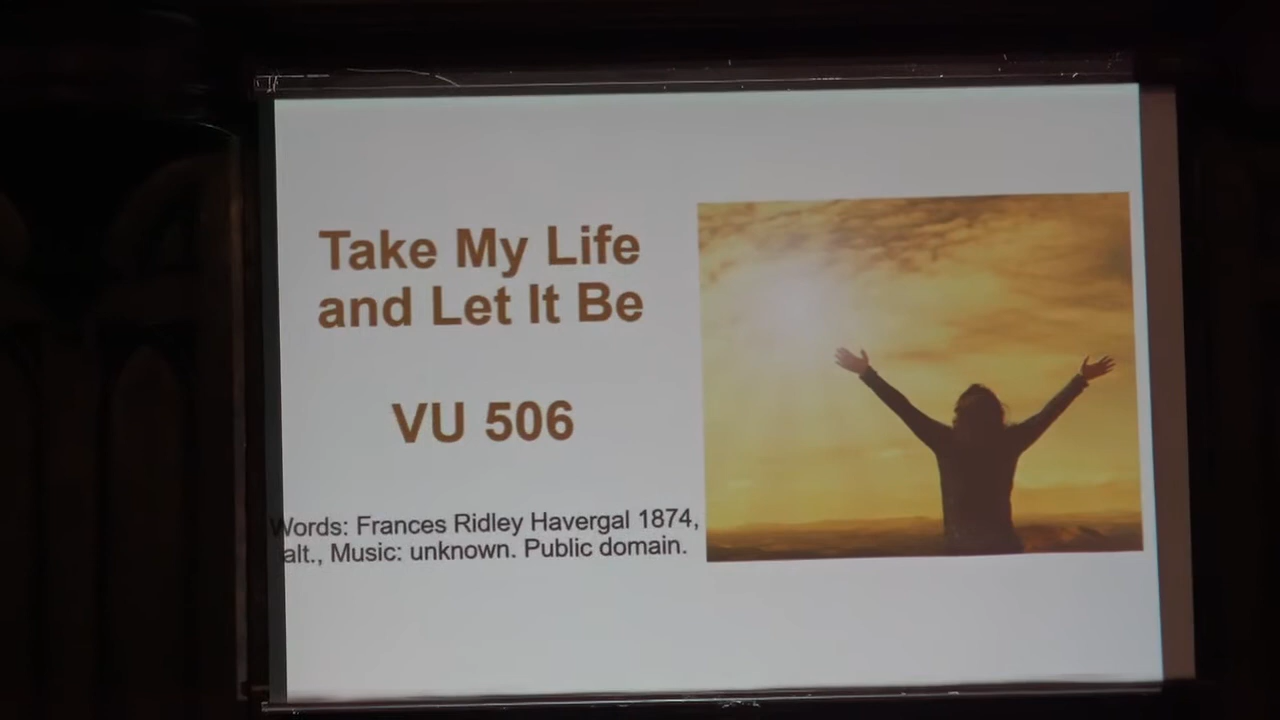 Take My Life
and Let It Be
VU 506
Words: Frances Ridley Havergal 1874,
alt., Music: unknown. Public domain.